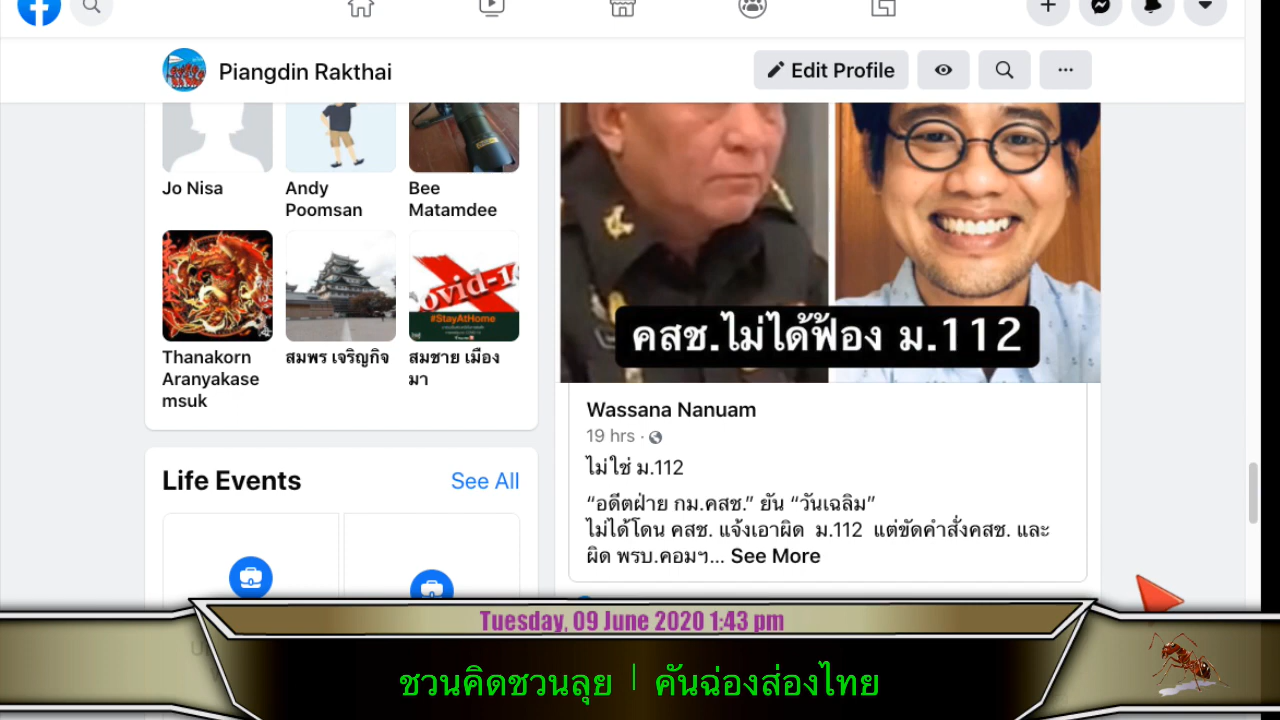 Piangdin Rakthai
Edit Profile
Jo Nisa
Andy
Poomsan
Bee
Matamdee
Covid-19
#StayAtHome
Thanakorn
Aranyakase
msuk
สมพร เจริญกิจ
สมชาย เมือง
มา
คสช.ไม่ได้ฟ้อง ม.112
Wassana Nanuam
19 hrs ·
ไม่ใช่ ม.112
“อดีตฝ่าย กม.คสช.” ยัน “วันเฉลิม”
ไม่ได้โดน คสช. แจ้งเอาผิด ม.112 แต่ขัดคำสั่งคสช. และ
ผิด พรบ.คอมฯ... See More
Life Events
See All
Tuesday, 09 June 2020 1:43 pm
ชวนคิดชวนลุย | คันฉ่องส่องไทย